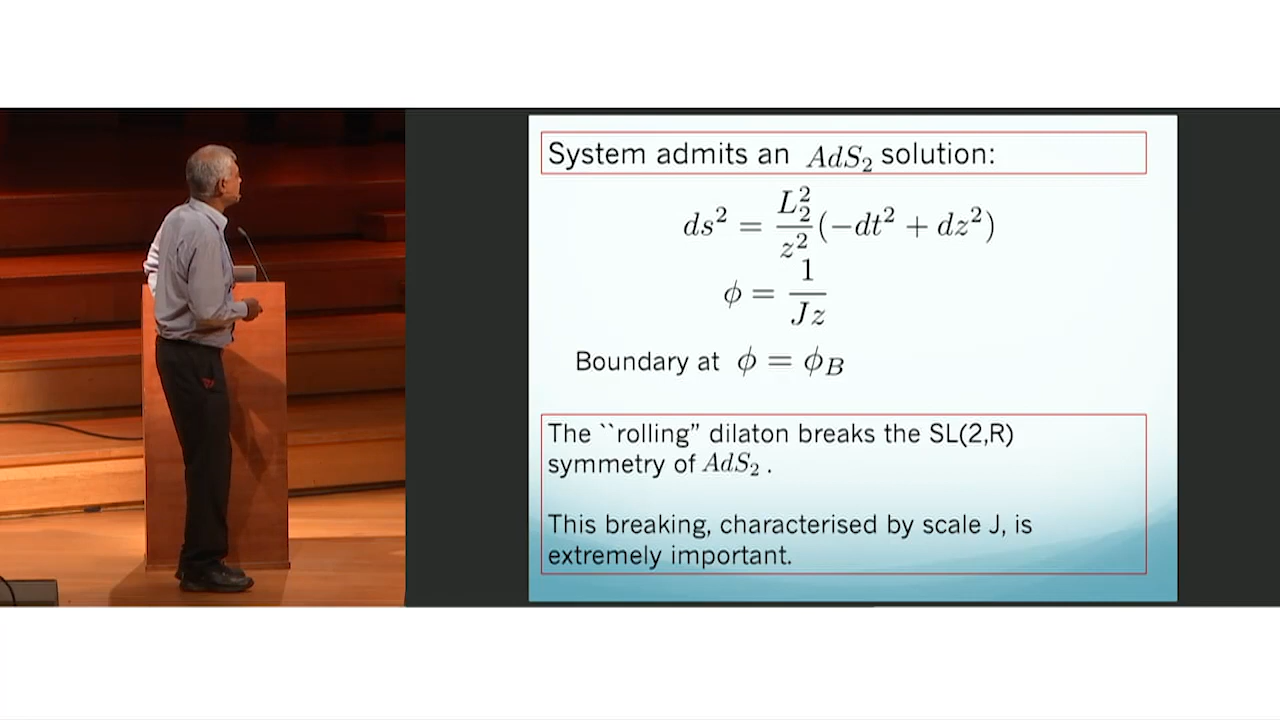 System admits an AdS₂ solution:
ds² = L₂²/z² (−dt² + dz²)
ϕ = 1/Jz
Boundary at ϕ = ϕ_B
The ``rolling” dilaton breaks the SL(2,R)
symmetry of AdS₂ .
This breaking, characterised by scale J, is
extremely important.